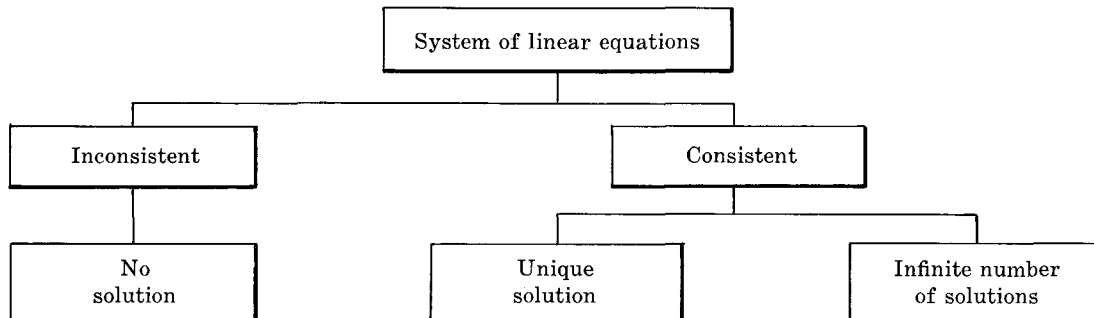 System of linear equations
Inconsistent
Consistent
No
solution
Unique
solution
Infinite number
of solutions